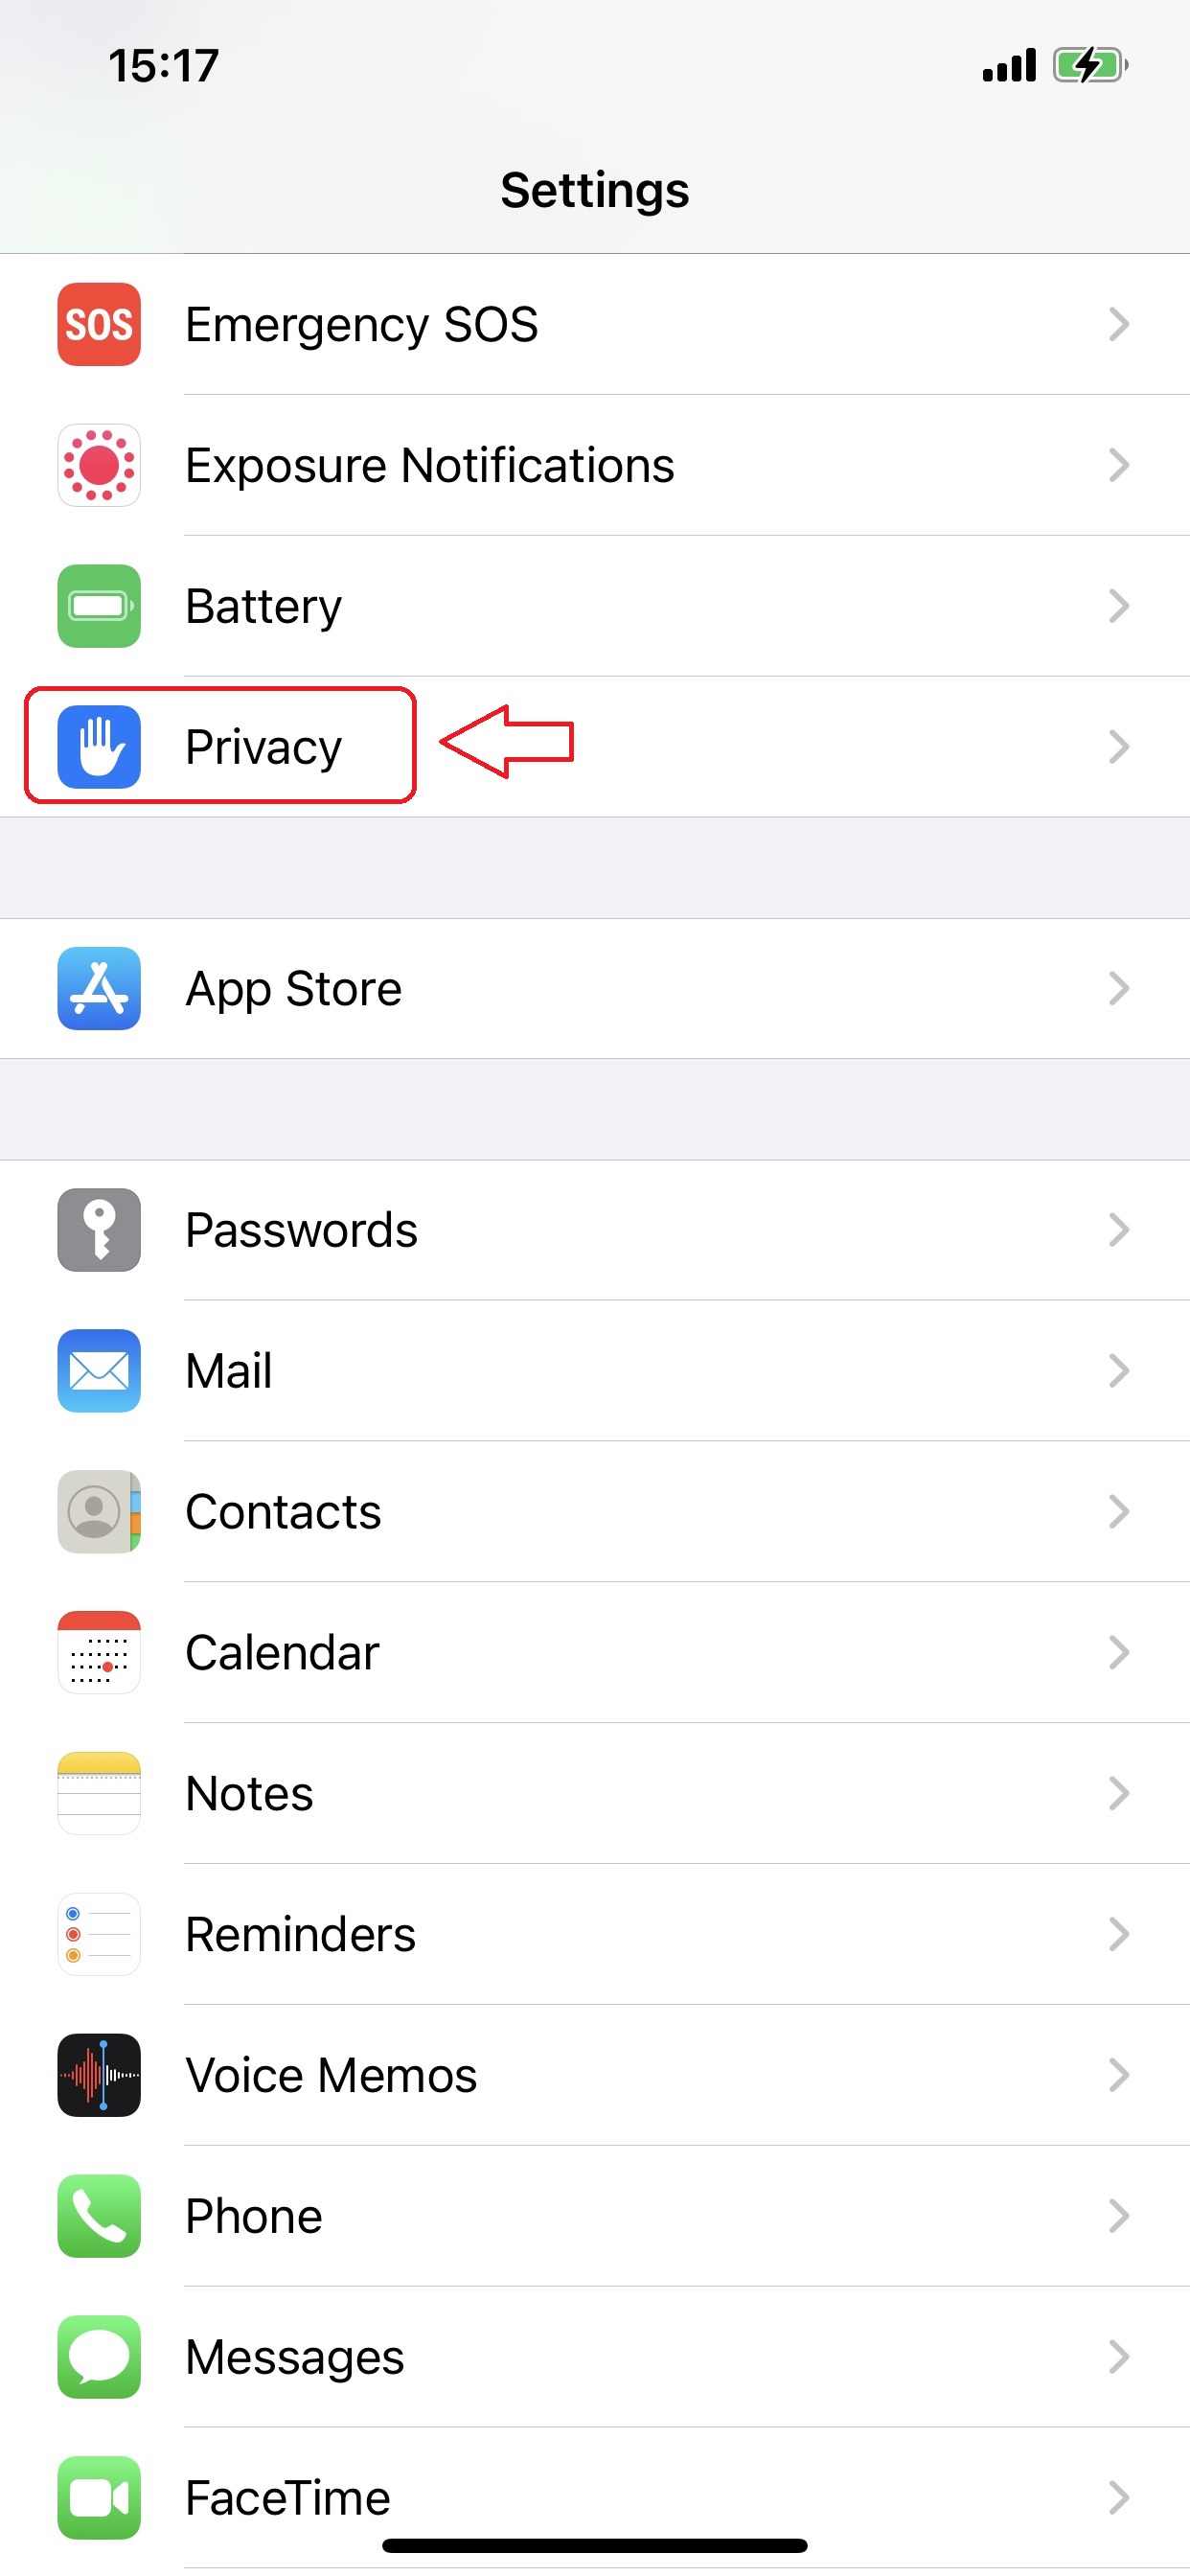 15:17
Settings
SOS
Emergency SOS
Exposure Notifications
Battery
Privacy
App Store
Passwords
Mail
Contacts
Calendar
Notes
Reminders
Voice Memos
Phone
Messages
FaceTime